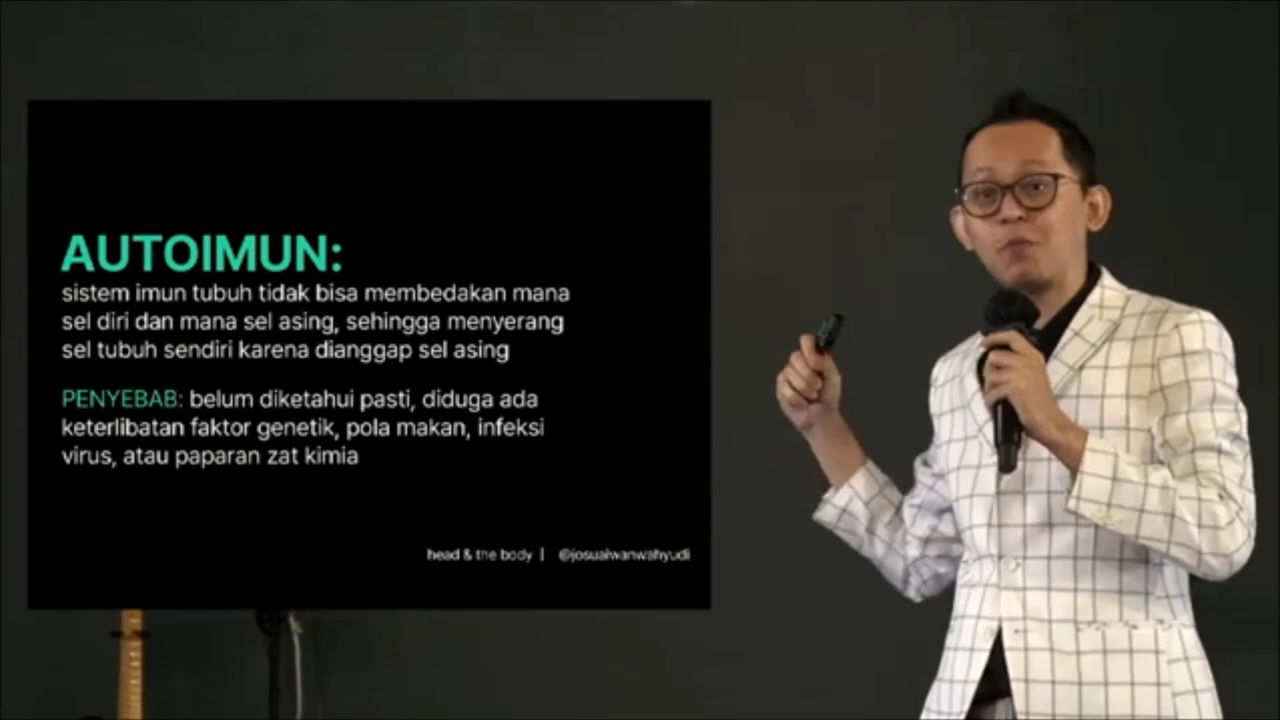 AUTOIMUN:
sistem imun tubuh tidak bisa membedakan mana
sel diri dan mana sel asing, sehingga menyerang
sel tubuh sendiri karena dianggap sel asing
PENYEBAB: belum diketahui pasti, diduga ada
keterlibatan faktor genetik, pola makan, infeksi
virus, atau paparan zat kimia
head & the body | @josuaiwanwahyudi